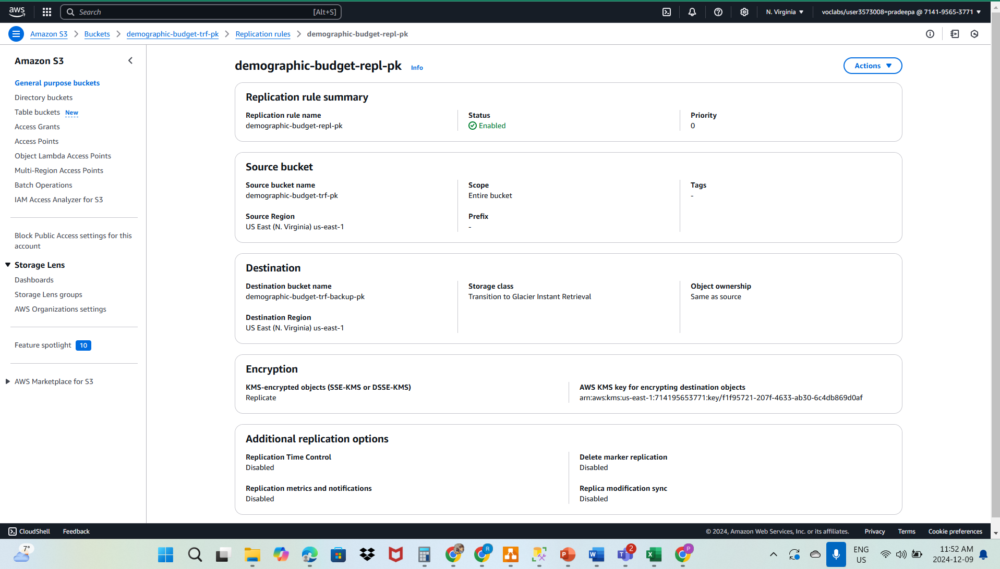 aws
Search [Alt+S]
N. Virginia
voclabs/user3573008=pradeepa @ 7141-9565-3771
Amazon S3 Buckets demographic-budget-trf-pk Replication rules demographic-budget-repl-pk
Amazon S3
General purpose buckets
Directory buckets
Table buckets New
Access Grants
Access Points
Object Lambda Access Points
Multi-Region Access Points
Batch Operations
IAM Access Analyzer for S3
Block Public Access settings for this
account
Storage Lens
Dashboards
Storage Lens groups
AWS Organizations settings
Feature spotlight 10
AWS Marketplace for S3
demographic-budget-repl-pk Info
Actions
Replication rule summary
Replication rule name
demographic-budget-repl-pk
Status
Enabled
Priority
0
Source bucket
Source bucket name
demographic-budget-trf-pk
Source Region
US East (N. Virginia) us-east-1
Scope
Entire bucket
Prefix
-
Tags
-
Destination
Destination bucket name
demographic-budget-trf-backup-pk
Destination Region
US East (N. Virginia) us-east-1
Storage class
Transition to Glacier Instant Retrieval
Object ownership
Same as source
Encryption
KMS-encrypted objects (SSE-KMS or DSSE-KMS)
Replicate
AWS KMS key for encrypting destination objects
arn:aws:kms:us-east-1:714195653771:key/f1f95721-207f-4633-ab30-6c4db869d0af
Additional replication options
Replication Time Control
Disabled
Replication metrics and notifications
Disabled
Delete marker replication
Disabled
Replica modification sync
Disabled
CloudShell Feedback
© 2024, Amazon Web Services, Inc. or its affiliates. Privacy Terms Cookie preferences
7°
R
P
W
2
X
P
ENG
US
11:52 AM
2024-12-09